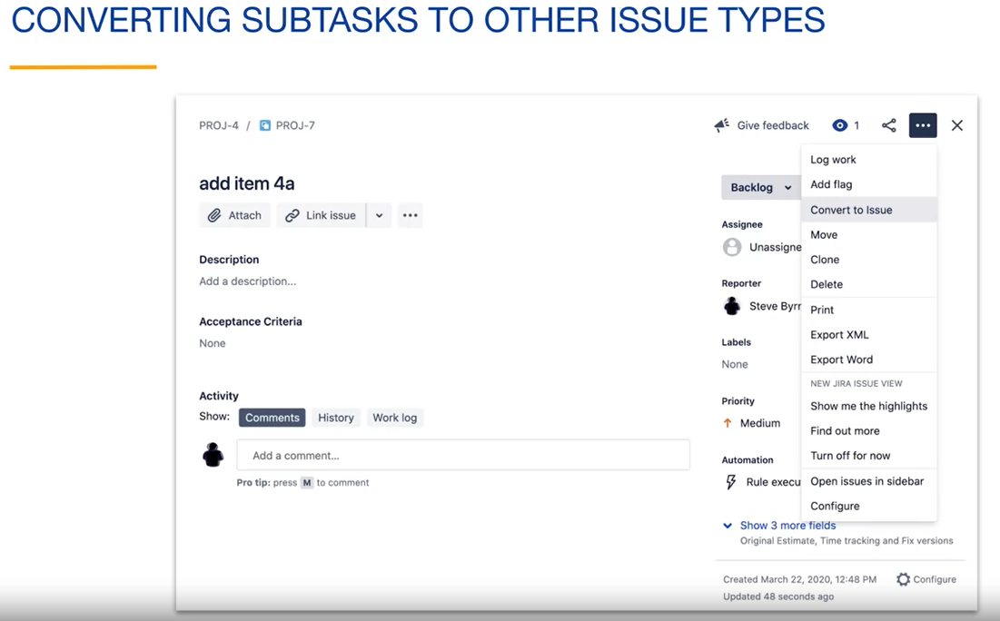 CONVERTING SUBTASKS TO OTHER ISSUE TYPES
PROJ-4 / PROJ-7
Give feedback
1
add item 4a
Attach
Link issue
Description
Add a description...
Acceptance Criteria
None
Activity
Show:
Comments
History
Work log
Add a comment...
Pro tip: press M to comment
Backlog
Assignee
Unassigne
Reporter
Steve Byrr
Labels
None
Priority
Medium
Automation
Rule execu
Show 3 more fields
Original Estimate, Time tracking and Fix versions
Created March 22, 2020, 12:48 PM
Configure
Updated 48 seconds ago
Log work
Add flag
Convert to Issue
Move
Clone
Delete
Print
Export XML
Export Word
NEW JIRA ISSUE VIEW
Show me the highlights
Find out more
Turn off for now
Open issues in sidebar
Configure